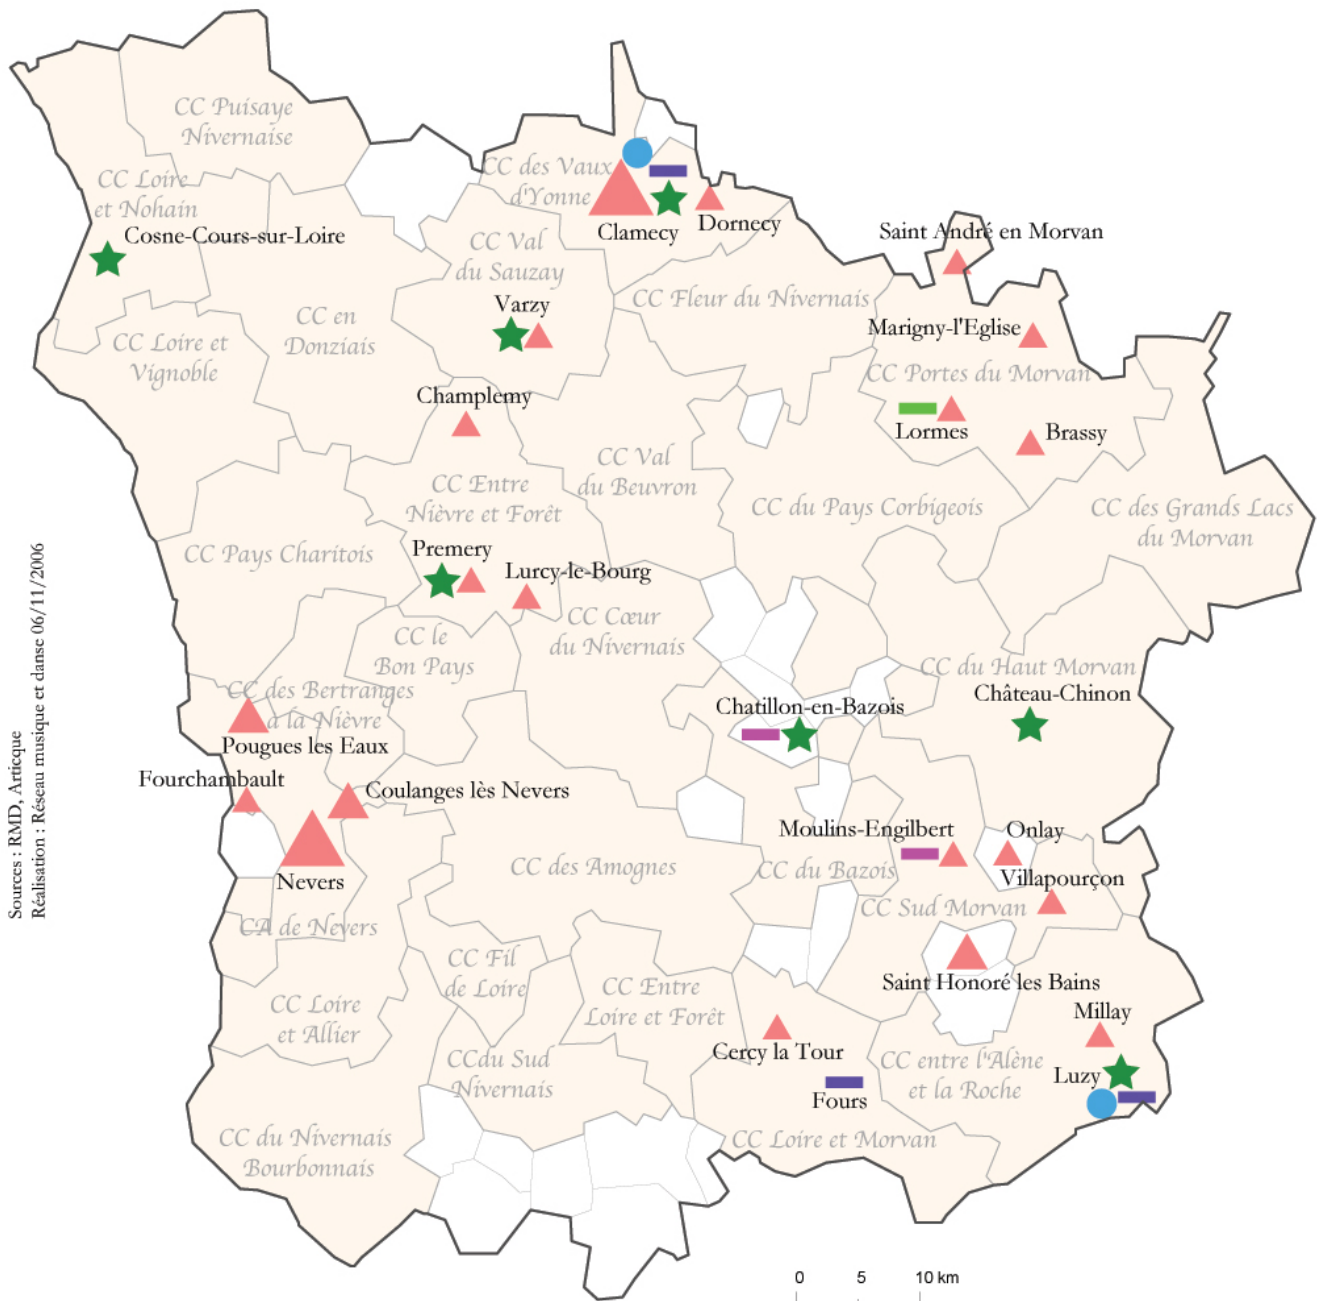 CC Puisaye
Nivernaise
CC des Vaux
d'Yonne
CC Loire
et Nohain
Cosne-Cours-sur-Loire
Clamecy
Dornecy
Saint André en Morvan
CC Val
du Sauzay
Varzy
CC Fleur du Nivernais
CC en
Donziais
CC Loire et
Vignoble
Marigny-l'Eglise
CC Portes du Morvan
Champlemy
Lormes
Brassy
CC Val
du Beuvron
CC Entre
Nièvre et Forêt
CC du Pays Corbigeois
CC des Grands Lacs
du Morvan
CC Pays Charitois
Premery
Lurcy-le-Bourg
CC Cœur
du Nivernais
CC le
Bon Pays
CC du Haut Morvan
Château-Chinon
CC des Bertranges
à la Nièvre
Pougues les Eaux
Chatillon-en-Bazois
Fourchambault
Coulanges lès Nevers
Nevers
CC des Amognes
Moulins-Engilbert
Onlay
CC du Bazois
Villapourçon
CC Sud Morvan
CA de Nevers
CC Fil
de Loire
Saint Honoré les Bains
CC Entre
Loire et Forêt
CC Loire
et Allier
Millay
Cercy la Tour
CC entre l'Alène
et la Roche
Luzy
CCdu Sud
Nivernais
Fours
CC du Nivernais
Bourbonnais
CC Loire et Morvan
Sources : RMD, Articque
Réalisation : Réseau musique et danse 06/11/2006
0 5 10 km